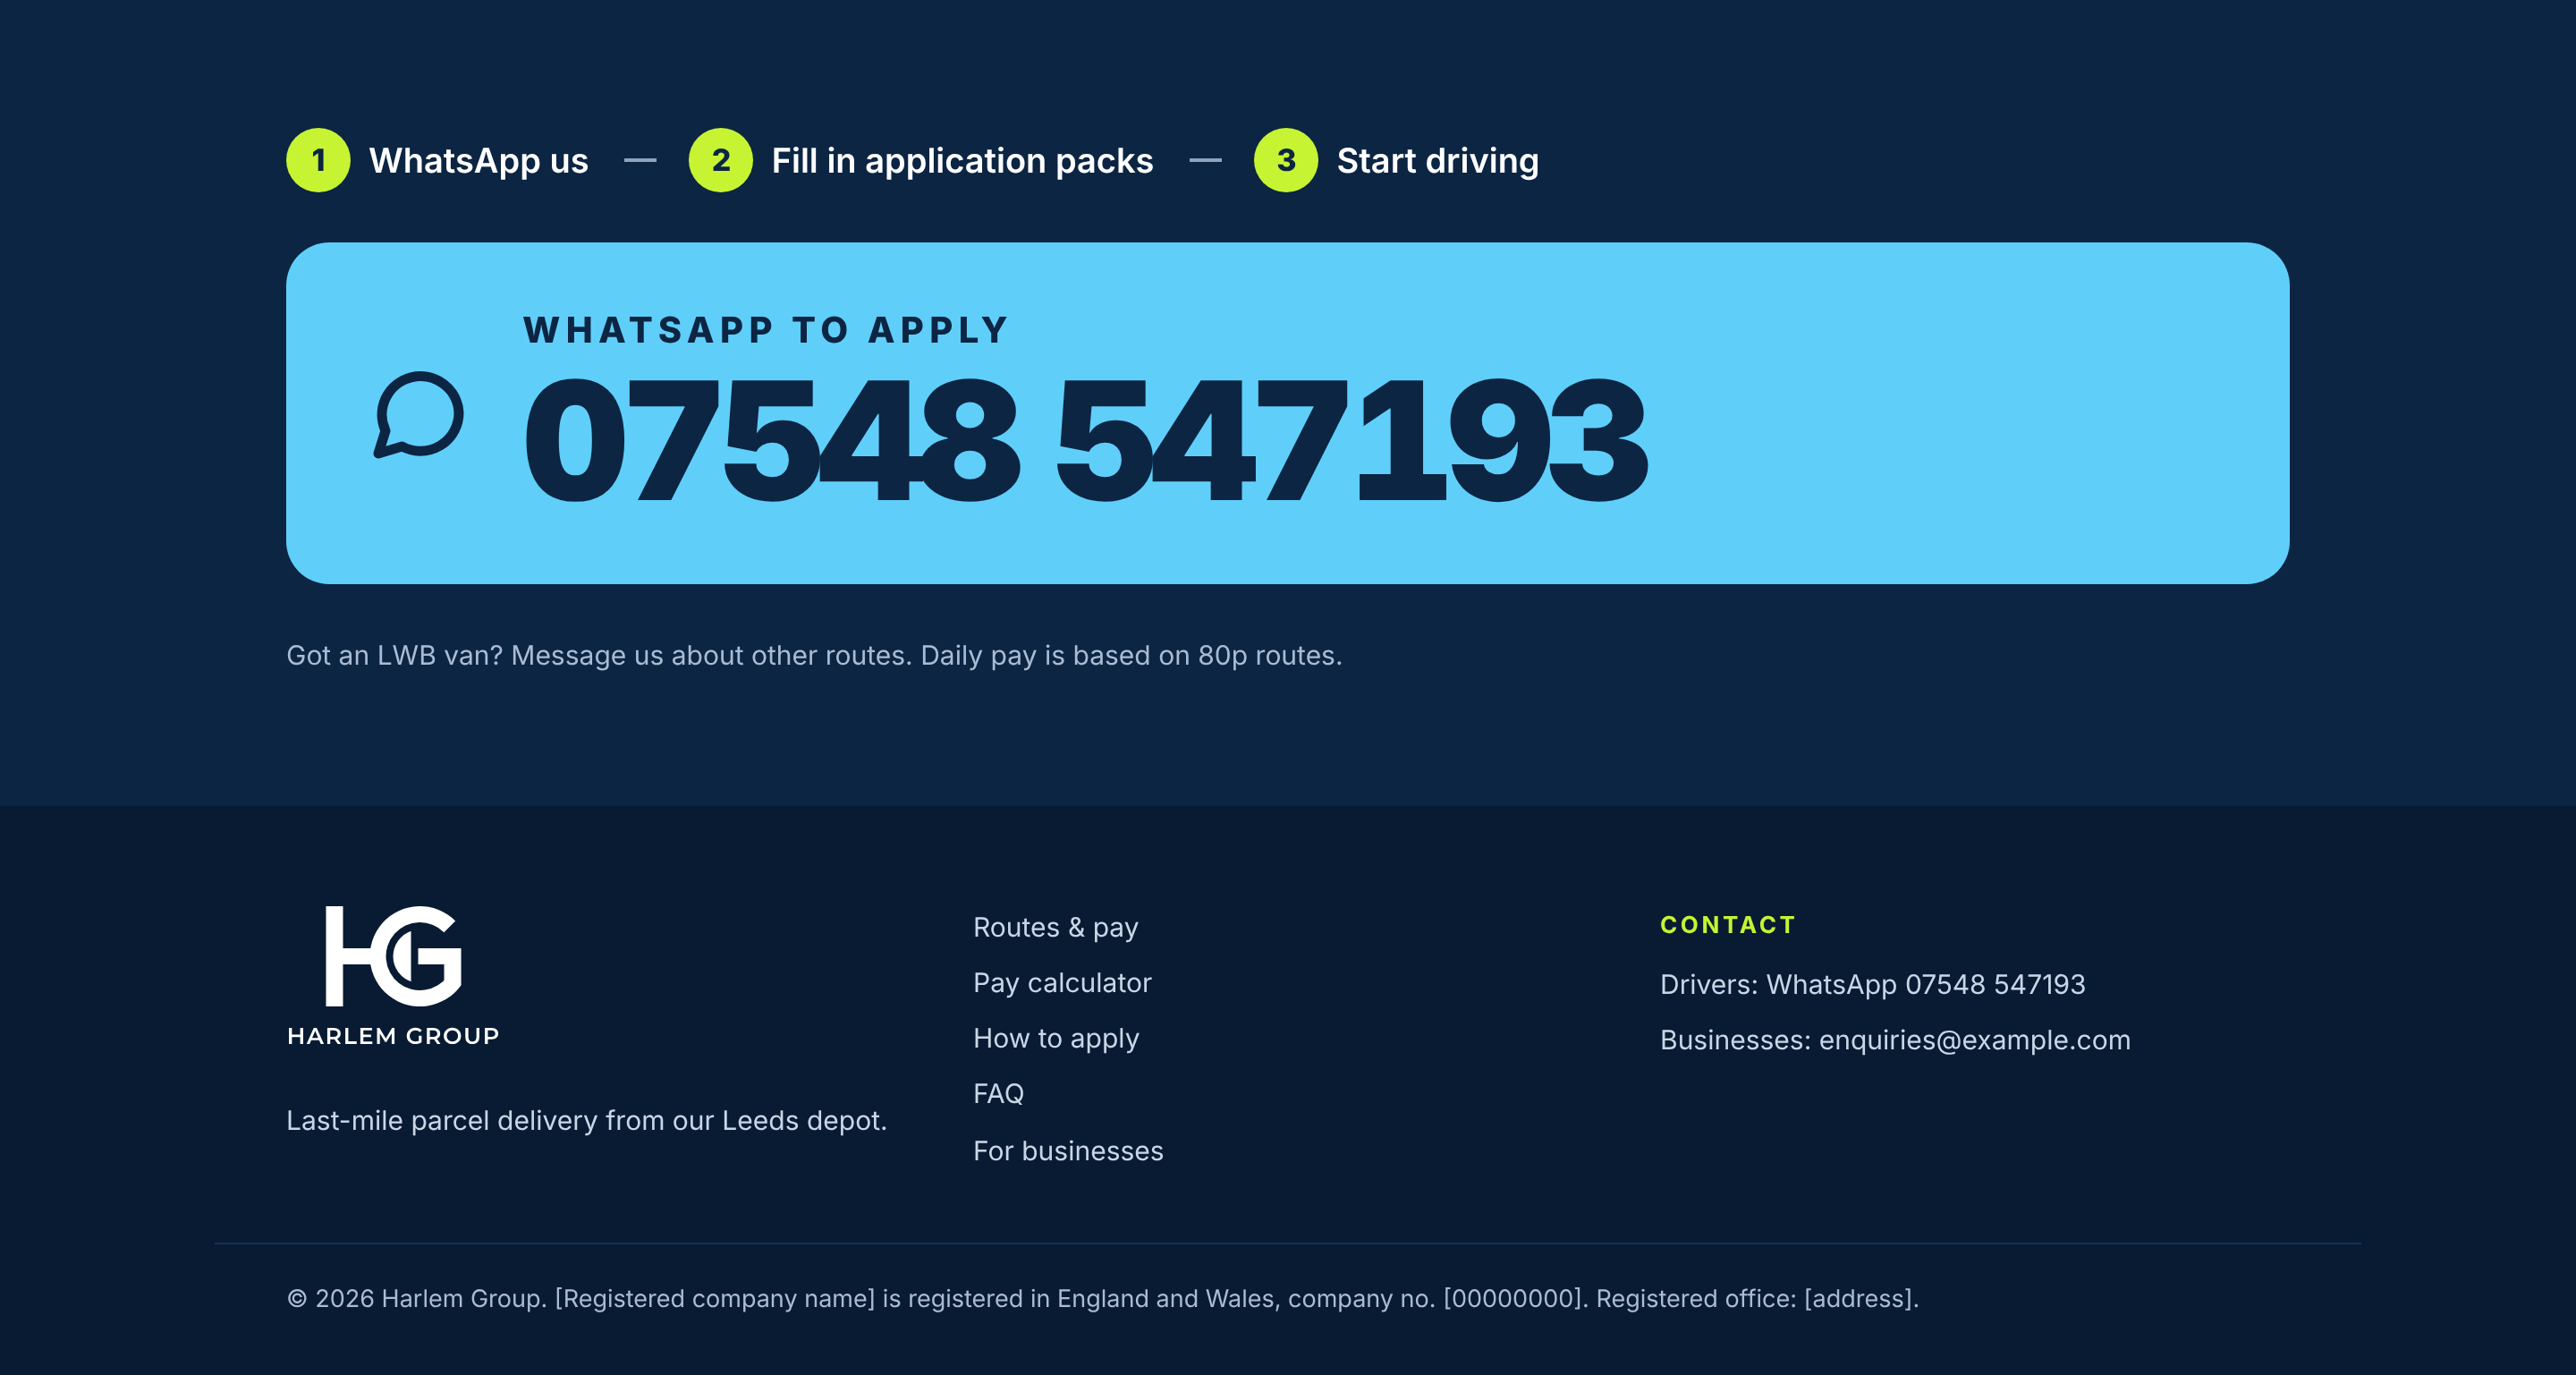 1 WhatsApp us — 2 Fill in application packs — 3 Start driving
WHATSAPP TO APPLY
07548 547193
Got an LWB van? Message us about other routes. Daily pay is based on 80p routes.
HG
HARLEM GROUP
Last-mile parcel delivery from our Leeds depot.
Routes & pay
Pay calculator
How to apply
FAQ
For businesses
CONTACT
Drivers: WhatsApp 07548 547193
Businesses: enquiries@example.com
© 2026 Harlem Group. [Registered company name] is registered in England and Wales, company no. [00000000]. Registered office: [address].